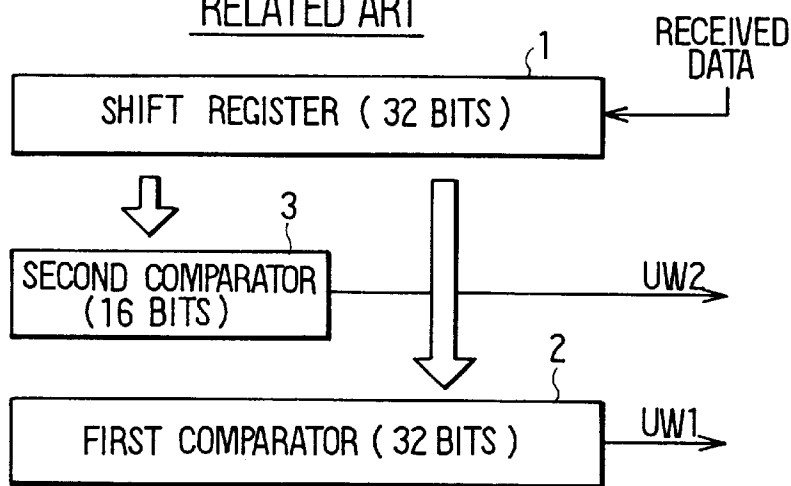 RELATED ART
1
RECEIVED
DATA
SHIFT REGISTER ( 32 BITS )
3
SECOND COMPARATOR
(16 BITS)
UW2
2
FIRST COMPARATOR ( 32 BITS )
UW1